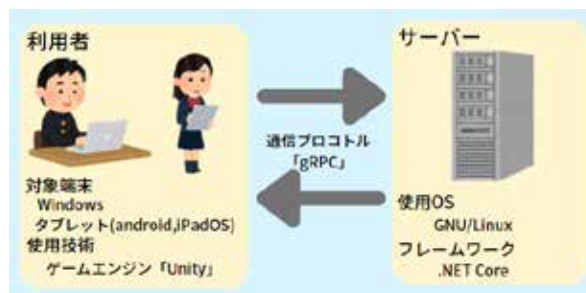 利用者
対象端末
Windows
タブレット(android,iPadOS)
使用技術
ゲームエンジン「Unity」
通信プロコトル
「gRPC」
サーバー
使用OS
GNU/Linux
フレームワーク
.NET Core